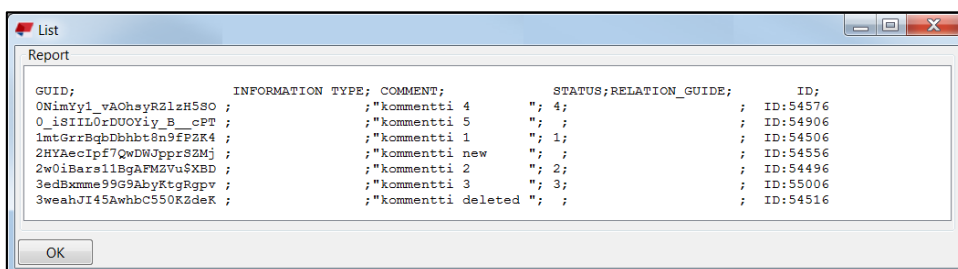 List
Report
GUID; INFORMATION TYPE; COMMENT; STATUS;RELATION_GUIDE; ID;
0NimYy1_vAOhsyRZlzH5SO ; ;"kommentti 4 "; 4; ; ID:54576
0_iSIIL0rDUOYiy_B__cPT ; ;"kommentti 5 "; ; ; ID:54906
1mtGrrBqbDbhbt8n9fPZK4 ; ;"kommentti 1 "; 1; ; ID:54506
2HYAecIpf7QwDWJpprSZMj ; ;"kommentti new "; ; ; ID:54556
2w0iBars11BgAFMZVu$XBD ; ;"kommentti 2 "; 2; ; ID:54496
3edBxmme99G9AbyKtgRgpv ; ;"kommentti 3 "; 3; ; ID:55006
3weahJI45AwhbC550KZdeK ; ;"kommentti deleted "; ; ; ID:54516
OK